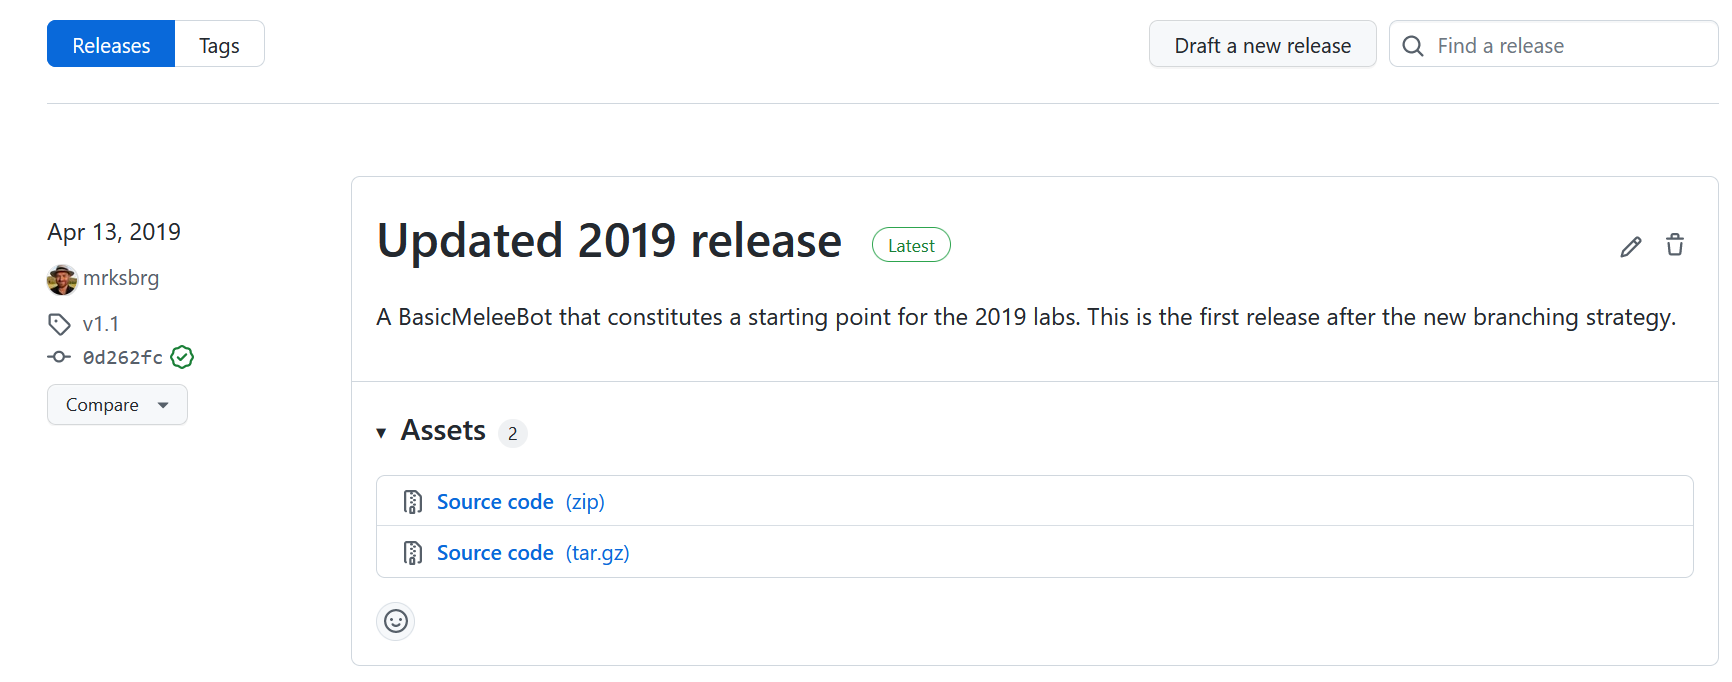 Releases Tags Draft a new release Find a release
Apr 13, 2019
mrksbrg
v1.1
0d262fc
Compare
Updated 2019 release Latest
A BasicMeleeBot that constitutes a starting point for the 2019 labs. This is the first release after the new branching strategy.
Assets 2
Source code (zip)
Source code (tar.gz)